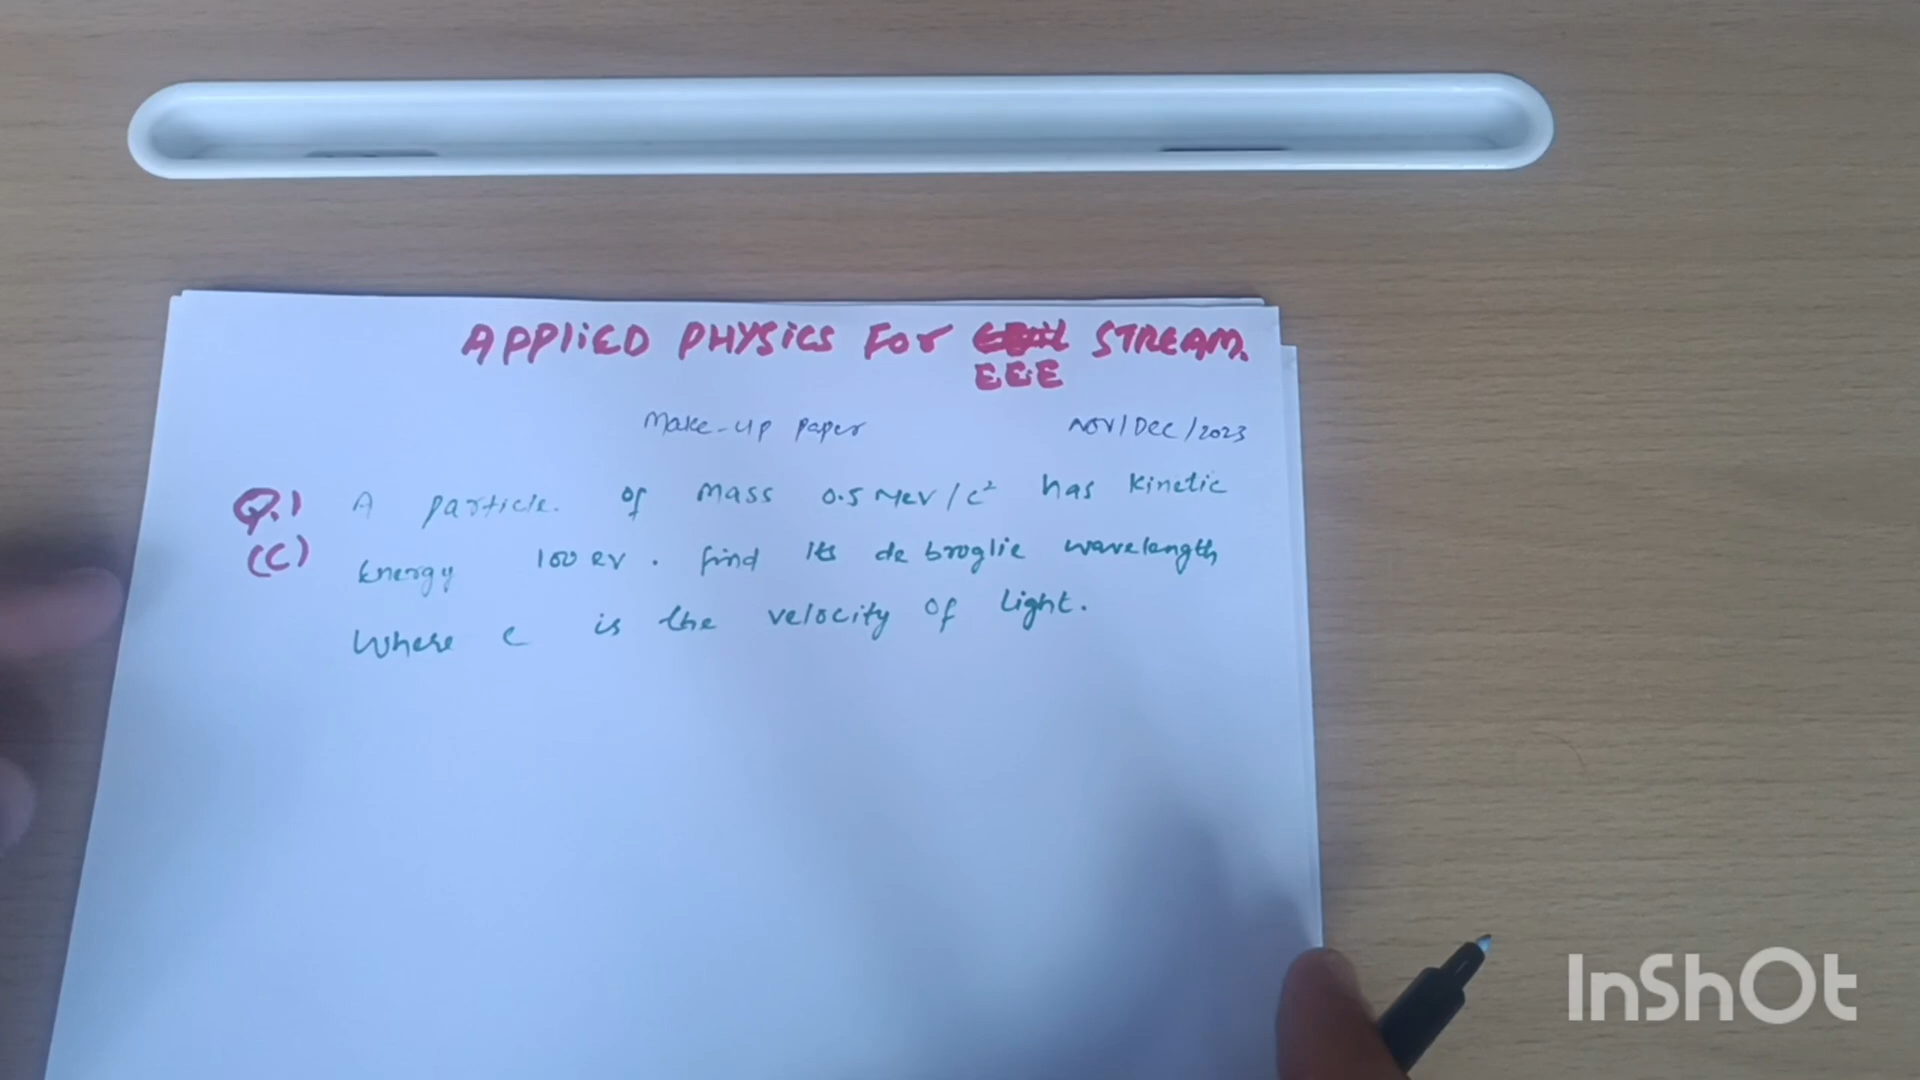 APPLIED PHYSICS FOR STREAM.
E.E.E
Make-up paper Nov/Dec/2023
Q.1 A particle. of mass 0.5 MeV/c² has kinetic
(C) Energy 100 ev. find its de broglie wavelength
Where c is the velocity of light.
InShOt